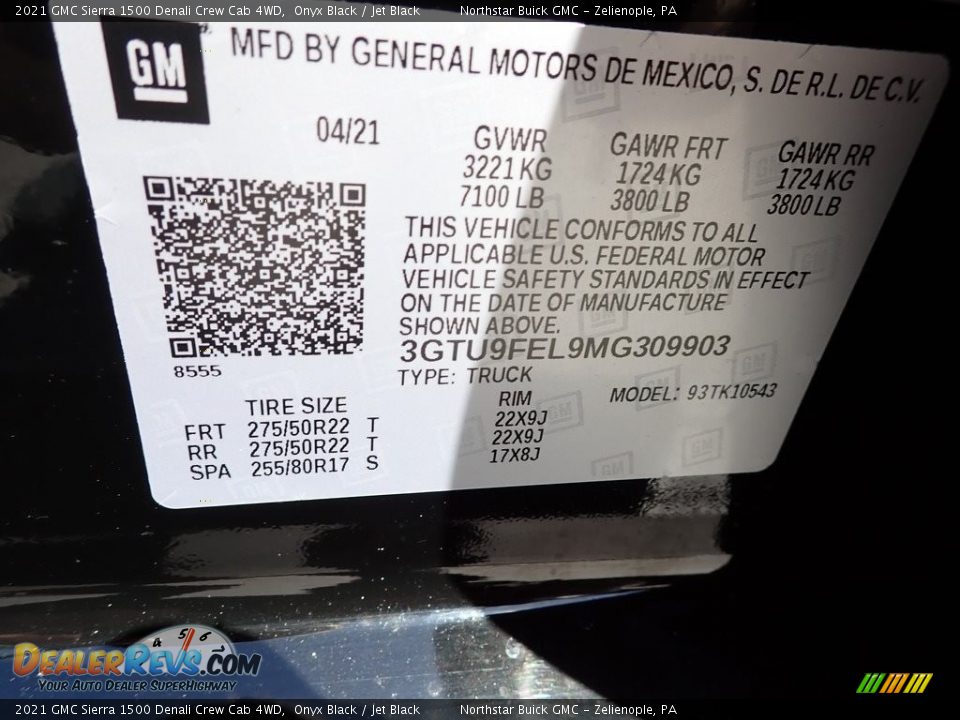 2021 GMC Sierra 1500 Denali Crew Cab 4WD, Onyx Black / Jet Black Northstar Buick GMC - Zelienople, PA
GM
MFD BY GENERAL MOTORS DE MEXICO, S. DE R.L. DE C.V.
04/21 GVWR GAWR FRT GAWR RR
3221 KG 1724 KG 1724 KG
7100 LB 3800 LB 3800 LB
THIS VEHICLE CONFORMS TO ALL
APPLICABLE U.S. FEDERAL MOTOR
VEHICLE SAFETY STANDARDS IN EFFECT
ON THE DATE OF MANUFACTURE
SHOWN ABOVE.
3GTU9FEL9MG309903
8555
TYPE: TRUCK MODEL: 93TK10543
TIRE SIZE RIM
FRT 275/50R22 T 22X9J
RR 275/50R22 T 22X9J
SPA 255/80R17 S 17X8J
4 5 6
DEALERREVS.COM
YOUR AUTO DEALER SUPERHIGHWAY
2021 GMC Sierra 1500 Denali Crew Cab 4WD, Onyx Black / Jet Black Northstar Buick GMC - Zelienople, PA